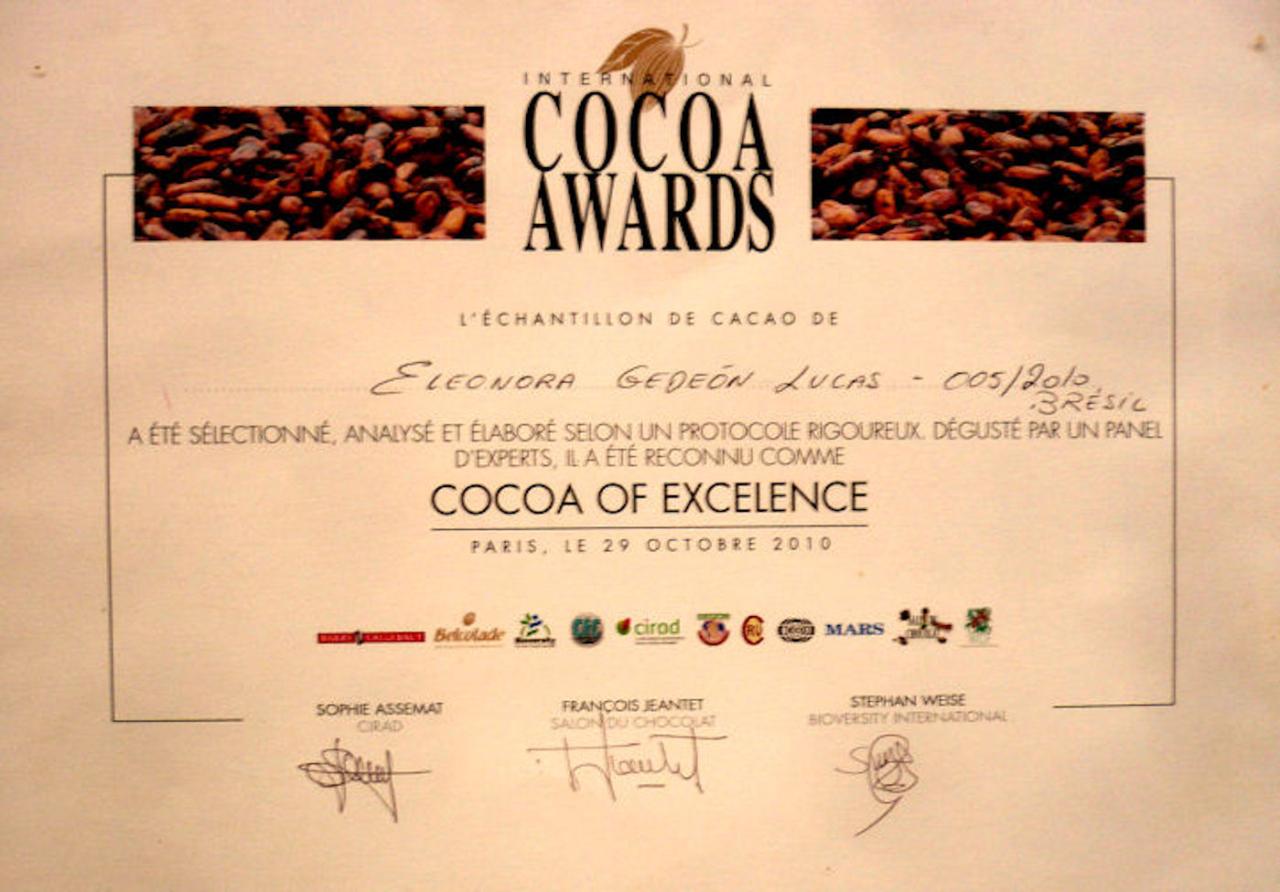 INTERNATIONAL
COCOA
AWARDS
L'ÉCHANTILLON DE CACAO DE
ELEONORA GEDEÓN LUCAS - 005/2010
BRÉSIL
A ÉTÉ SÉLECTIONNÉ, ANALYSÉ ET ÉLABORÉ SELON UN PROTOCOLE RIGOUREUX. DÉGUSTÉ PAR UN PANEL
D'EXPERTS, IL A ÉTÉ RECONNU COMME
COCOA OF EXCELENCE
PARIS, LE 29 OCTOBRE 2010
BARRY CALLEBAUT Belcolade cirad MARS
SOPHIE ASSEMAT FRANÇOIS JEANTET STEPHAN WEISE
CIRAD SALON DU CHOCOLAT BIOVERSITY INTERNATIONAL